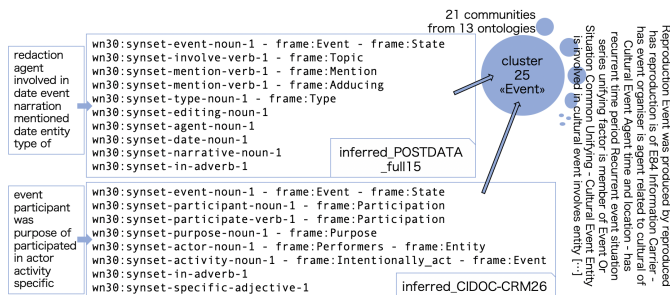 21 communities
from 13 ontologies
redaction
agent
involved in
date event
narration
mentioned
date entity
type of
wn30:synset-event-noun-1 - frame:Event - frame:State
wn30:synset-involve-verb-1 - frame:Topic
wn30:synset-mention-verb-1 - frame:Mention
wn30:synset-mention-verb-1 - frame:Adducing
wn30:synset-type-noun-1 - frame:Type
wn30:synset-editing-noun-1
wn30:synset-agent-noun-1
wn30:synset-date-noun-1
wn30:synset-narrative-noun-1
wn30:synset-in-adverb-1
inferred_POSTDATA
_full15
cluster
25
«Event»
event
participant
was
purpose of
participated
in actor
activity
specific
wn30:synset-event-noun-1 - frame:Event - frame:State
wn30:synset-participant-noun-1 - frame:Participation
wn30:synset-participate-verb-1 - frame:Participation
wn30:synset-purpose-noun-1 - frame:Purpose
wn30:synset-actor-noun-1 - frame:Performers - frame:Entity
wn30:synset-activity-noun-1 - frame:Intentionally_act - frame:Event
wn30:synset-in-adverb-1
wn30:synset-specific-adjective-1
inferred_CIDOC-CRM26
Reproduction Event was produced by reproduced
has reproduction is of E84 Information Carrier -
has event organiser is agent related to cultural of
Cultural Event Agent time and location - has
recurrent time period Recurrent event situation
series unifying factor is member of Event Or
Situation Common Unifying - Cultural Event Entity
is involved in cultural event involves entity [···]